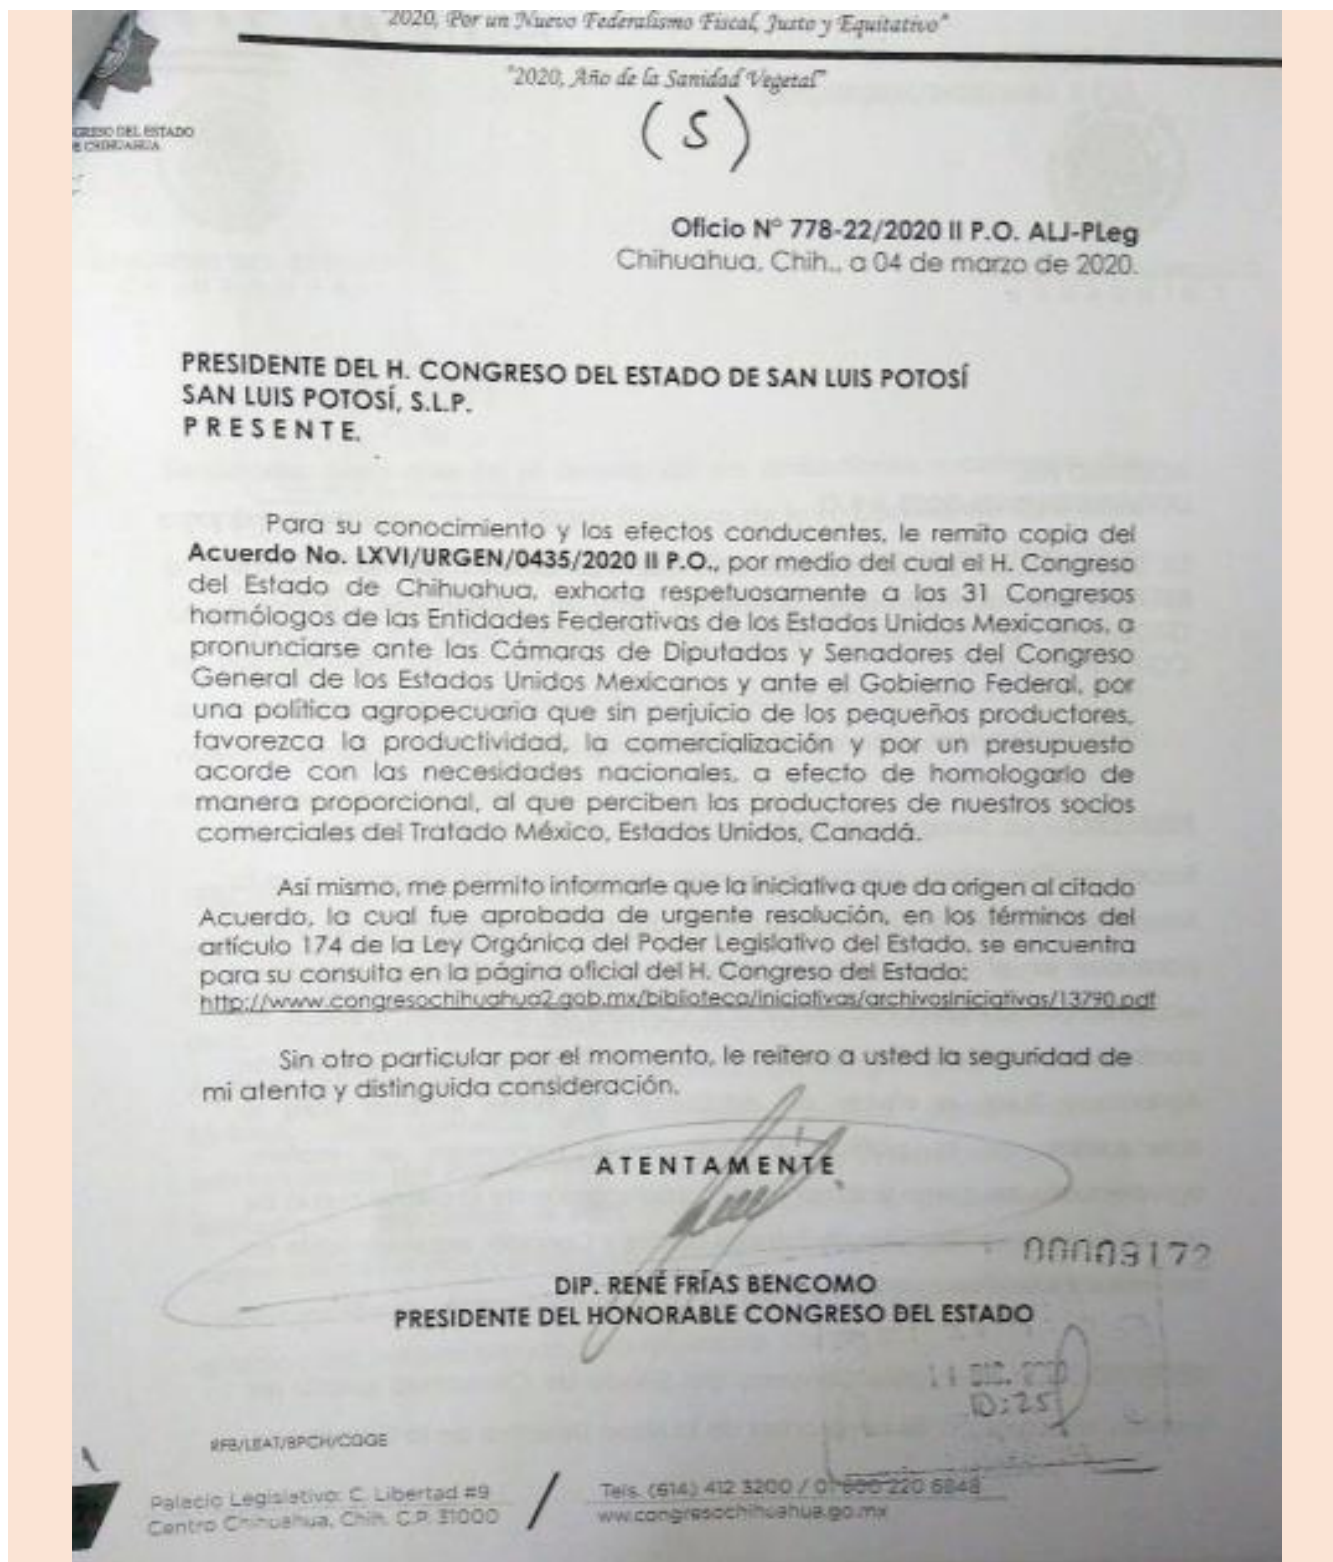 "2020, Por un Nuevo Federalismo Fiscal, Justo y Equitativo"
"2020, Año de la Sanidad Vegetal"
(S)
DEL ESTADO
CHIHUAHUA
Oficio N° 778-22/2020 II P.O. ALJ-PLeg
Chihuahua, Chih., a 04 de marzo de 2020.
PRESIDENTE DEL H. CONGRESO DEL ESTADO DE SAN LUIS POTOSÍ
SAN LUIS POTOSÍ, S.L.P.
P R E S E N T E.
Para su conocimiento y los efectos conducentes, le remito copia del
Acuerdo No. LXVI/URGEN/0435/2020 II P.O., por medio del cual el H. Congreso
del Estado de Chihuahua, exhorta respetuosamente a los 31 Congresos
homólogos de las Entidades Federativas de los Estados Unidos Mexicanos, a
pronunciarse ante las Cámaras de Diputados y Senadores del Congreso
General de los Estados Unidos Mexicanos y ante el Gobierno Federal, por
una política agropecuaria que sin perjuicio de los pequeños productores,
favorezca la productividad, la comercialización y por un presupuesto
acorde con las necesidades nacionales, a efecto de homologarlo de
manera proporcional, al que perciben los productores de nuestros socios
comerciales del Tratado México, Estados Unidos, Canadá.
Así mismo, me permito informarle que la iniciativa que da origen al citado
Acuerdo, la cual fue aprobada de urgente resolución, en los términos del
artículo 174 de la Ley Orgánica del Poder Legislativo del Estado, se encuentra
para su consulta en la página oficial del H. Congreso del Estado:
http://www.congresochihuahua2.gob.mx/biblioteca/iniciativas/archivosIniciativas/13790.pdf
Sin otro particular por el momento, le reitero a usted la seguridad de
mi atenta y distinguida consideración.
A T E N T A M E N T E
00009172
DIP. RENÉ FRÍAS BENCOMO
PRESIDENTE DEL HONORABLE CONGRESO DEL ESTADO
14 DIC. 2020
10:25
RFB/LEAT/BPCH/CGGE
Palacio Legislativo: C. Libertad #9
Centro Chihuahua, Chih. C.P. 31000
Tels. (614) 412 3200 / 01 800 220 6848
ww.congresochihuahua.go.mx